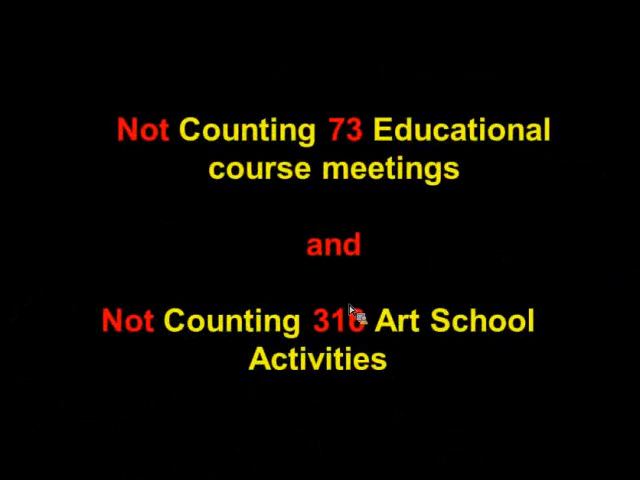 Not Counting 73 Educational
course meetings
and
Not Counting Art School
Activities